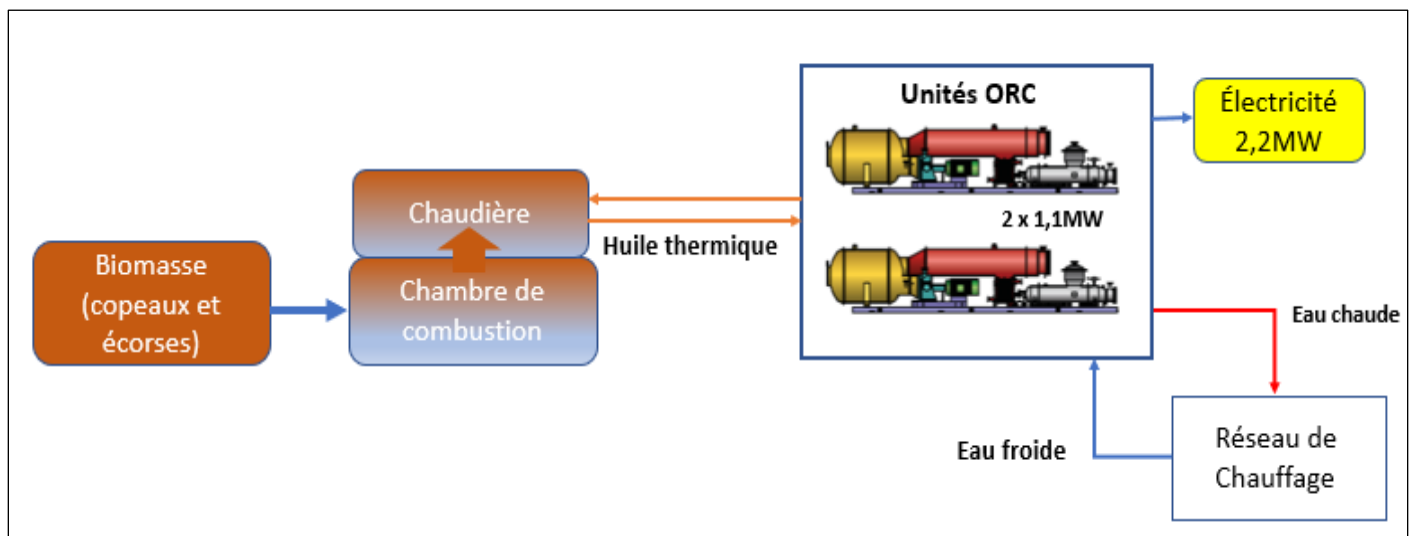 Unités ORC
Électricité
2,2MW
Chaudière
2 x 1,1MW
Huile thermique
Biomasse
(copeaux et
écorses)
Chambre de
combustion
Eau chaude
Eau froide
Réseau de
Chauffage